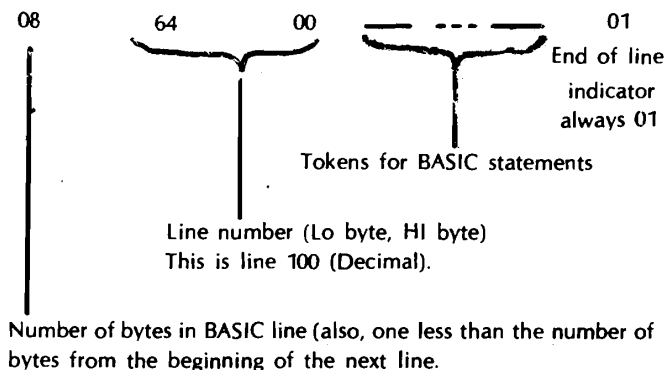 08 64 00 — --- — 01
End of line
indicator
always 01
Tokens for BASIC statements
Line number (Lo byte, HI byte)
This is line 100 (Decimal).
Number of bytes in BASIC line (also, one less than the number of
bytes from the beginning of the next line.